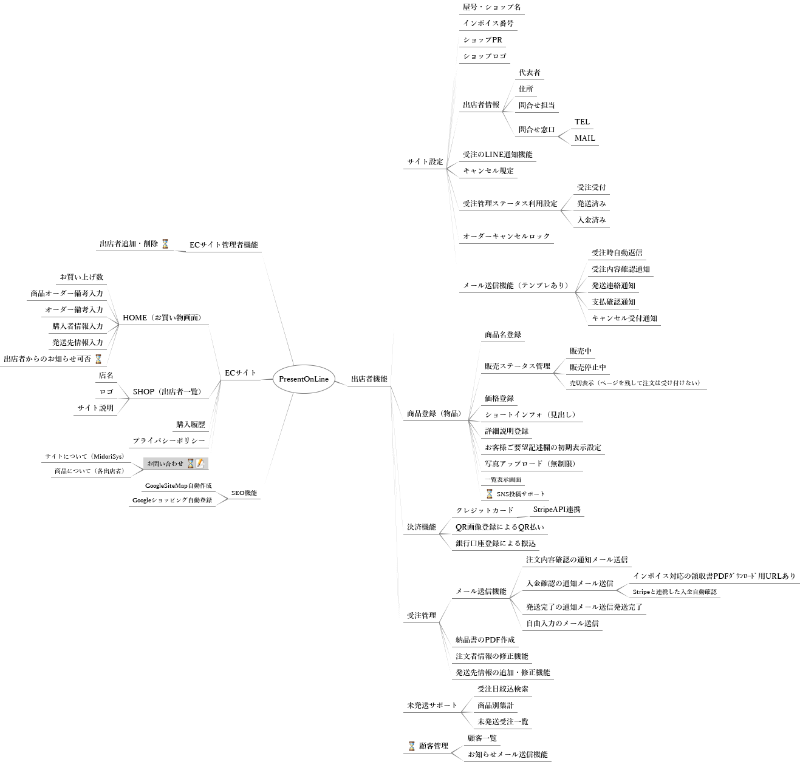 PresentOnLine
ECサイト管理者機能
出店者追加・削除
ECサイト
HOME（お買い物画面）
お買い上げ数
商品オーダー備考入力
オーダー備考入力
購入者情報入力
発送先情報入力
出店者からのお知らせ可否
SHOP（出店者一覧）
店名
ロゴ
サイト説明
購入履歴
プライバシーポリシー
お問い合わせ
サイトについて（MidoriSys）
商品について（各出店者）
SEO機能
GoogleSiteMap自動作成
Googleショッピング自動登録
出店者機能
サイト設定
屋号・ショップ名
インボイス番号
ショップPR
ショップロゴ
出店者情報
代表者
住所
問合せ担当
問合せ窓口
TEL
MAIL
受注のLINE通知機能
キャンセル規定
受注管理ステータス利用設定
受注受付
発送済み
入金済み
オーダーキャンセルロック
メール送信機能（テンプレあり）
受注時自動返信
受注内容確認通知
発送連絡通知
支払確認通知
キャンセル受付通知
商品登録（物品）
商品名登録
販売ステータス管理
販売中
販売停止中
売切表示（ページを残して注文は受け付けない）
価格登録
ショートインフォ（見出し）
詳細説明登録
お客様ご要望記述欄の初期表示設定
写真アップロード（無制限）
一覧表示画面
SNS投稿サポート
決済機能
クレジットカード
StripeAPI連携
QR画像登録によるQR払い
銀行口座登録による振込
受注管理
メール送信機能
注文内容確認の通知メール送信
入金確認の通知メール送信
インボイス対応の領収書PDFﾀﾞｳﾝﾛｰﾄﾞ用URLあり
Stripeと連携した入金自動確認
発送完了の通知メール送信発送完了
自由入力のメール送信
納品書のPDF作成
注文者情報の修正機能
発送先情報の追加・修正機能
未発送サポート
受注日絞込検索
商品別集計
未発送受注一覧
顧客管理
顧客一覧
お知らせメール送信機能